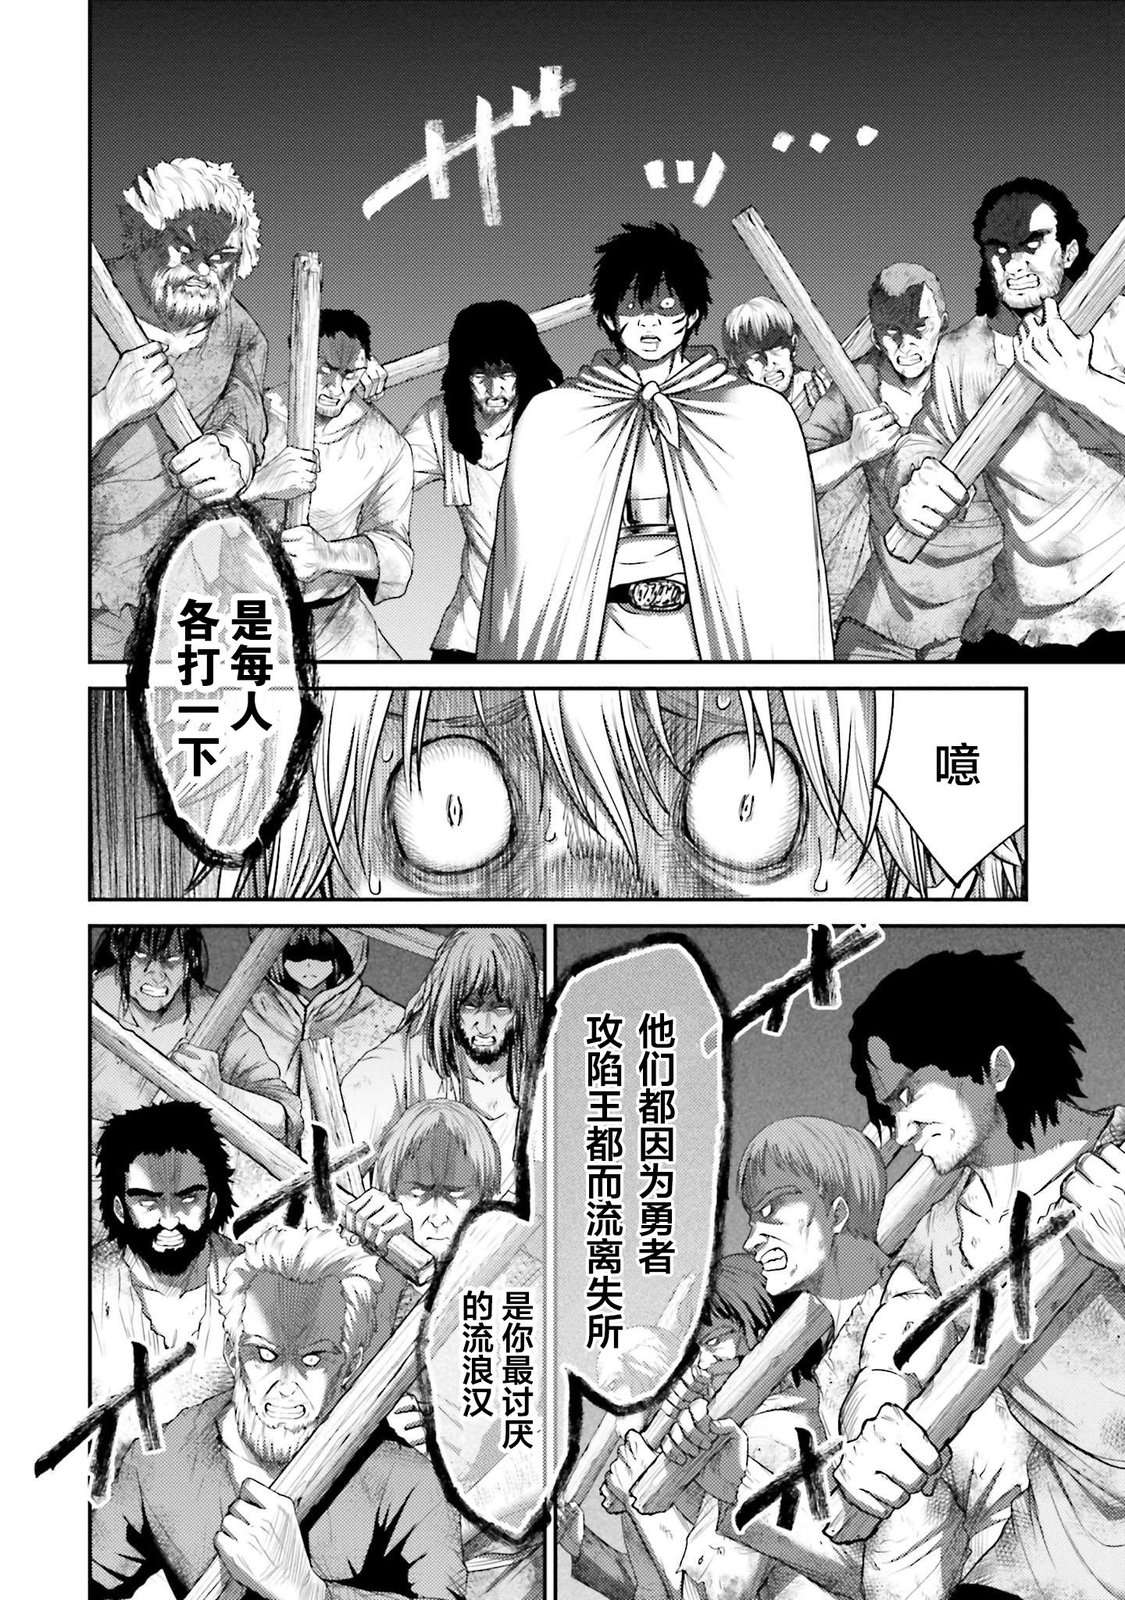 ザッ…
是每人
各打一下
噫
他们都因为勇者
攻陷王都而流离失所
是你最讨厌
的流浪汉